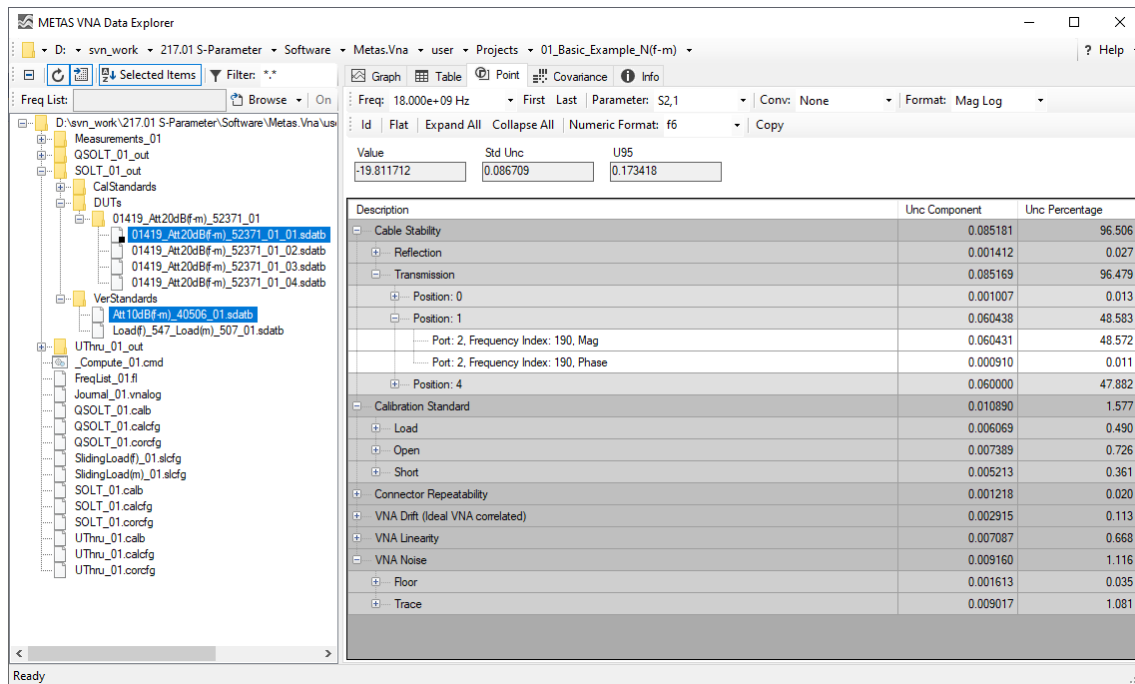 METAS VNA Data Explorer
D: svn_work 217.01 S-Parameter Software Metas.Vna user Projects 01_Basic_Example_N(f-m) ? Help
Selected Items Filter: *.*
Freq List: Browse On
D:\svn_work\217.01 S-Parameter\Software\Metas.Vna\us
Measurements_01
QSOLT_01_out
SOLT_01_out
CalStandards
DUTs
01419_Att20dB(f-m)_52371_01
01419_Att20dB(f-m)_52371_01_01.sdatb
01419_Att20dB(f-m)_52371_01_02.sdatb
01419_Att20dB(f-m)_52371_01_03.sdatb
01419_Att20dB(f-m)_52371_01_04.sdatb
VerStandards
Att10dB(f-m)_40506_01.sdatb
Load(f)_547_Load(m)_507_01.sdatb
UThru_01_out
_Compute_01.cmd
FreqList_01.fl
Journal_01.vnalog
QSOLT_01.calb
QSOLT_01.calcfg
QSOLT_01.corcfg
SlidingLoad(f)_01.slcfg
SlidingLoad(m)_01.slcfg
SOLT_01.calb
SOLT_01.calcfg
SOLT_01.corcfg
UThru_01.calb
UThru_01.calcfg
UThru_01.corcfg
Graph Table Point Covariance Info
Freq: 18.000e+09 Hz First Last Parameter: S2,1 Conv: None Format: Mag Log
Id Flat Expand All Collapse All Numeric Format: f6 Copy
Value Std Unc U95
-19.811712 0.086709 0.173418
Description Unc Component Unc Percentage
Cable Stability 0.085181 96.506
Reflection 0.001412 0.027
Transmission 0.085169 96.479
Position: 0 0.001007 0.013
Position: 1 0.060438 48.583
Port: 2, Frequency Index: 190, Mag 0.060431 48.572
Port: 2, Frequency Index: 190, Phase 0.000910 0.011
Position: 4 0.060000 47.882
Calibration Standard 0.010890 1.577
Load 0.006069 0.490
Open 0.007389 0.726
Short 0.005213 0.361
Connector Repeatability 0.001218 0.020
VNA Drift (Ideal VNA correlated) 0.002915 0.113
VNA Linearity 0.007087 0.668
VNA Noise 0.009160 1.116
Floor 0.001613 0.035
Trace 0.009017 1.081
Ready